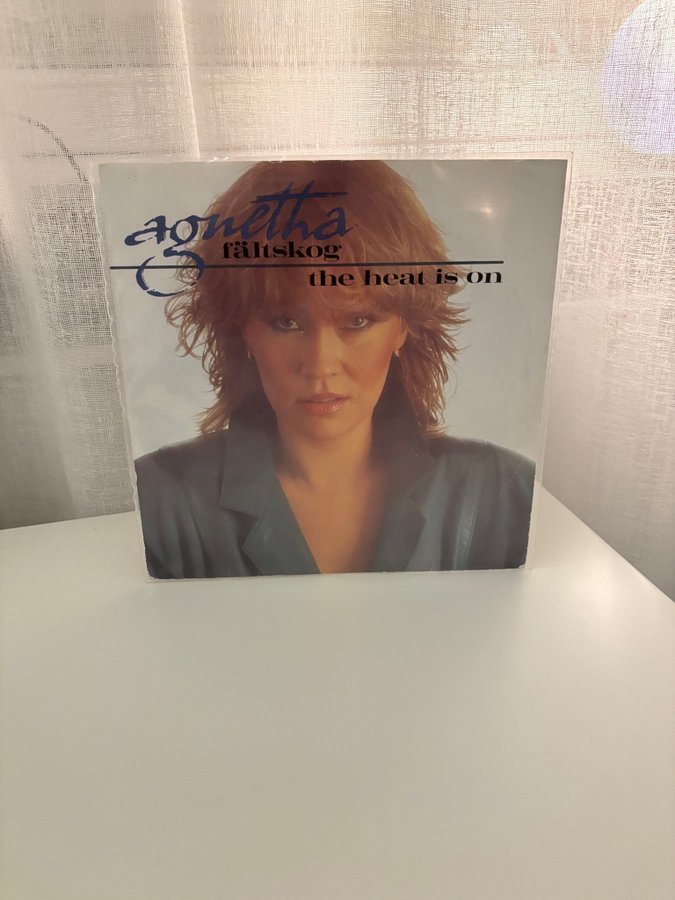 agnetha
fältskog
the heat is on